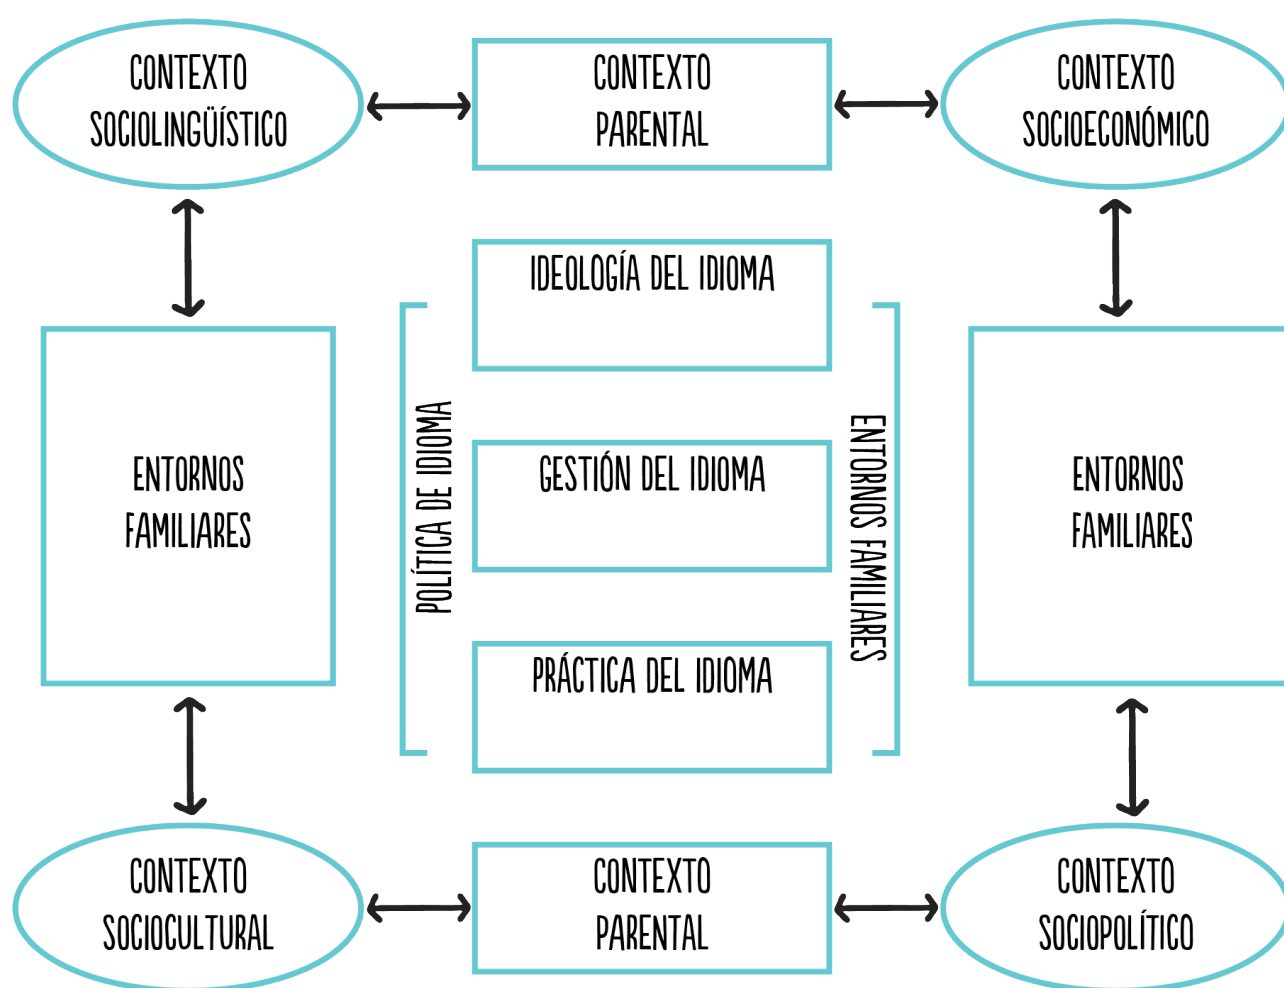 CONTEXTO
SOCIOLINGÜÍSTICO
CONTEXTO
PARENTAL
CONTEXTO
SOCIOECONÓMICO
IDEOLOGÍA DEL IDIOMA
ENTORNOS
FAMILIARES
POLÍTICA DE IDIOMA
GESTIÓN DEL IDIOMA
ENTORNOS FAMILIARES
ENTORNOS
FAMILIARES
PRÁCTICA DEL IDIOMA
CONTEXTO
SOCIOCULTURAL
CONTEXTO
PARENTAL
CONTEXTO
SOCIOPOLÍTICO